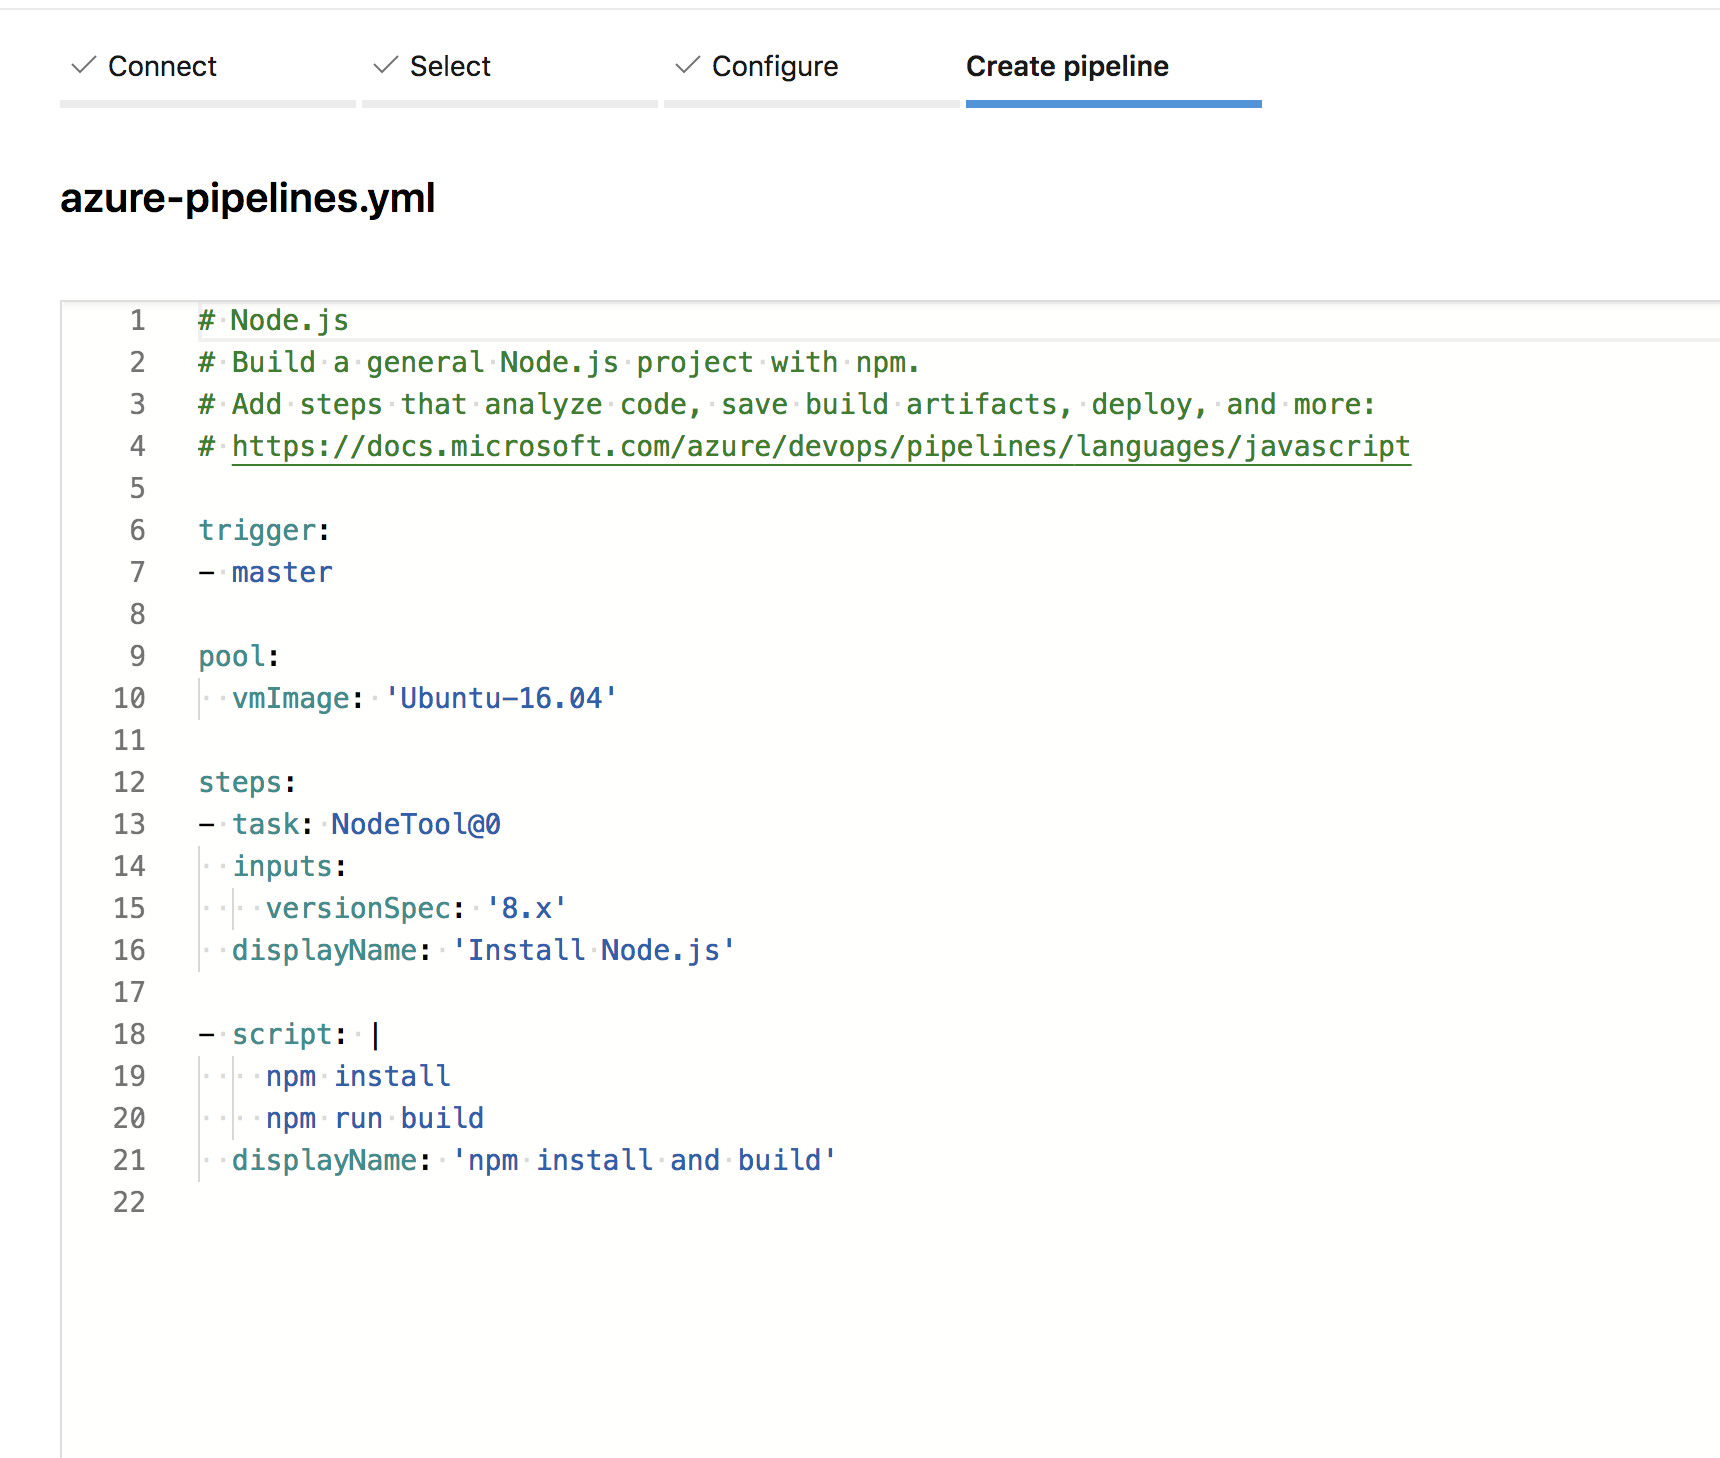 Connect Select Configure Create pipeline
azure-pipelines.yml
1 # Node.js
2 # Build a general Node.js project with npm.
3 # Add steps that analyze code, save build artifacts, deploy, and more:
4 # https://docs.microsoft.com/azure/devops/pipelines/languages/javascript
5
6 trigger:
7 - master
8
9 pool:
10   vmImage: 'Ubuntu-16.04'
11
12 steps:
13 - task: NodeTool@0
14   inputs:
15     versionSpec: '8.x'
16   displayName: 'Install Node.js'
17
18 - script: |
19     npm install
20     npm run build
21   displayName: 'npm install and build'
22